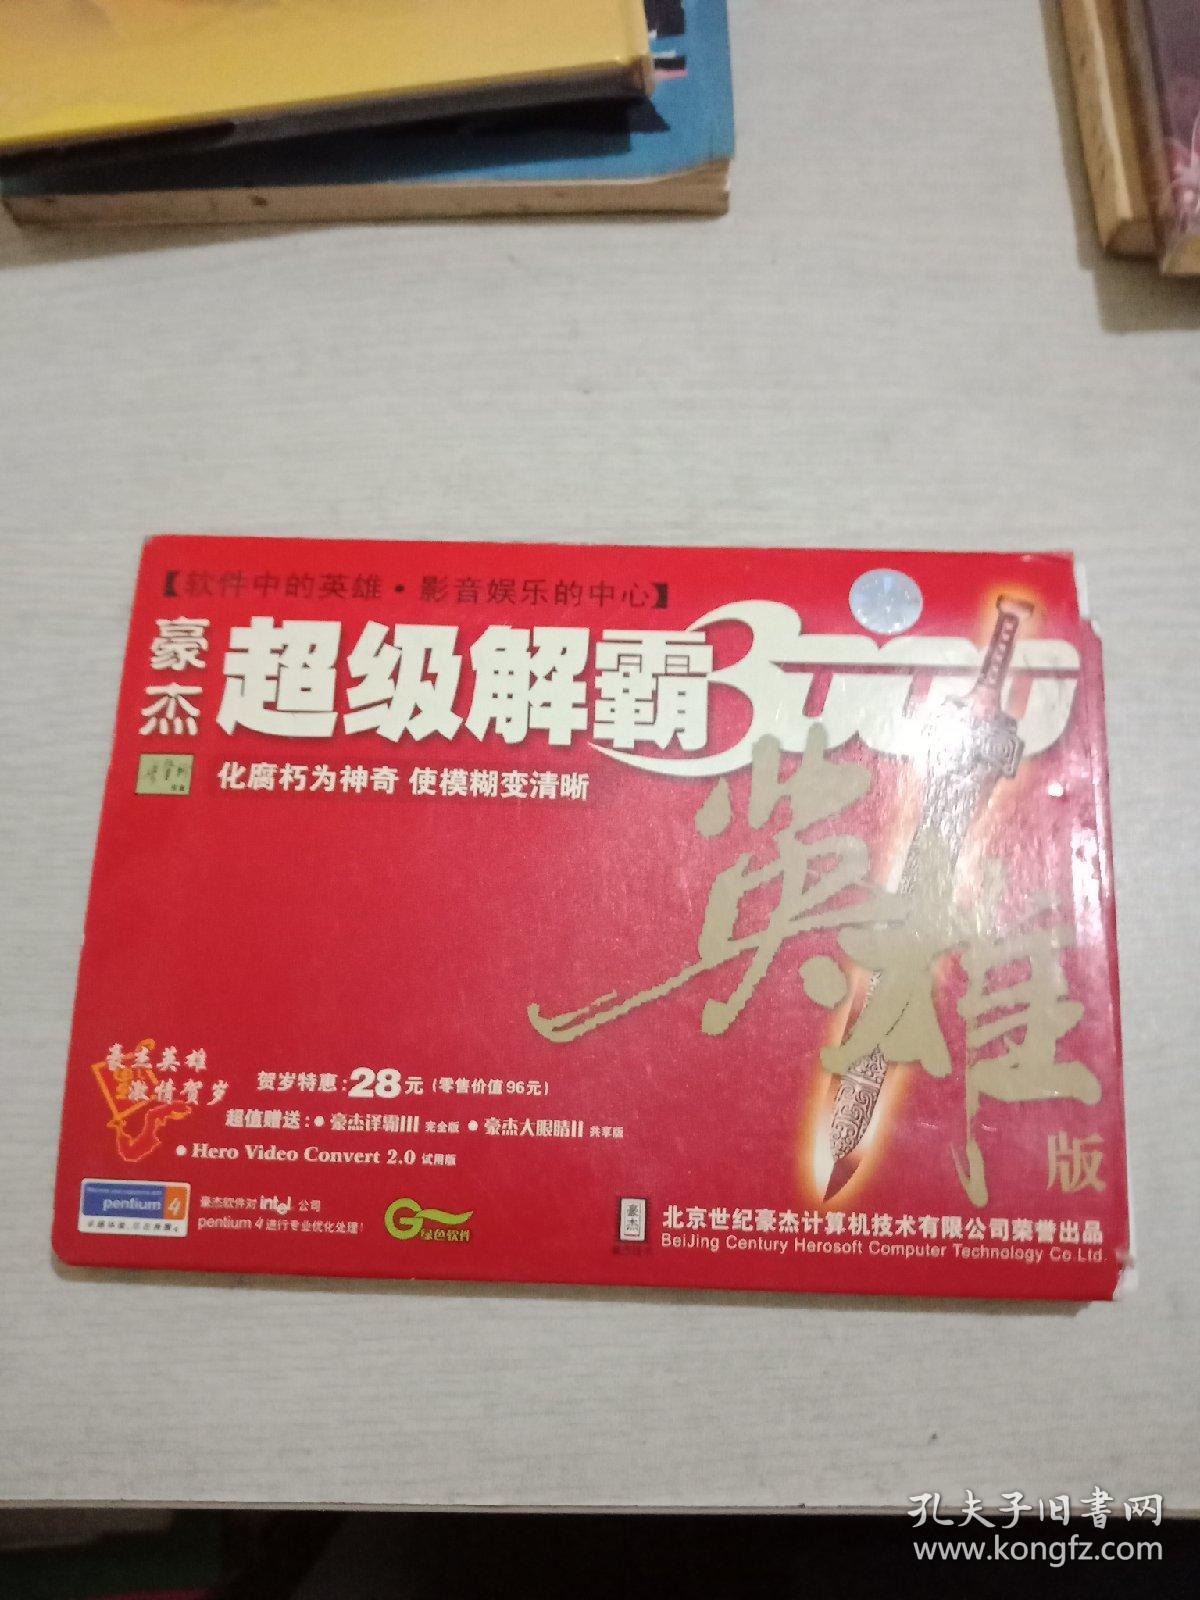 【软件中的英雄·影音娱乐的中心】
豪杰
超级解霸3000
化腐朽为神奇 使模糊变清晰
英雄
版
豪杰英雄
激情贺岁
贺岁特惠:28元(零售价值96元)
超值赠送:●豪杰译霸III 完全版 ●豪杰大眼睛II 共享版
●Hero Video Convert 2.0 试用版
pentium 4
豪杰软件对intel公司
pentium 4进行专业优化处理!
绿色软件
豪杰
北京世纪豪杰计算机技术有限公司荣誉出品
BeiJing Century Herosoft Computer Technology Co.Ltd.
孔夫子旧书网
www.kongfz.com